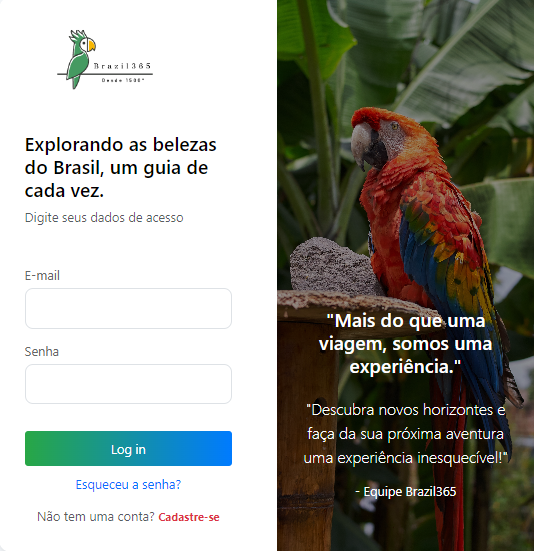 Brazil365
Desde 1500"
Explorando as belezas
do Brasil, um guia de
cada vez.
Digite seus dados de acesso
E-mail
Senha
Log in
Esqueceu a senha?
Não tem uma conta? Cadastre-se
"Mais do que uma
viagem, somos uma
experiência."
"Descubra novos horizontes e
faça da sua próxima aventura
uma experiência inesquecível!"
- Equipe Brazil365